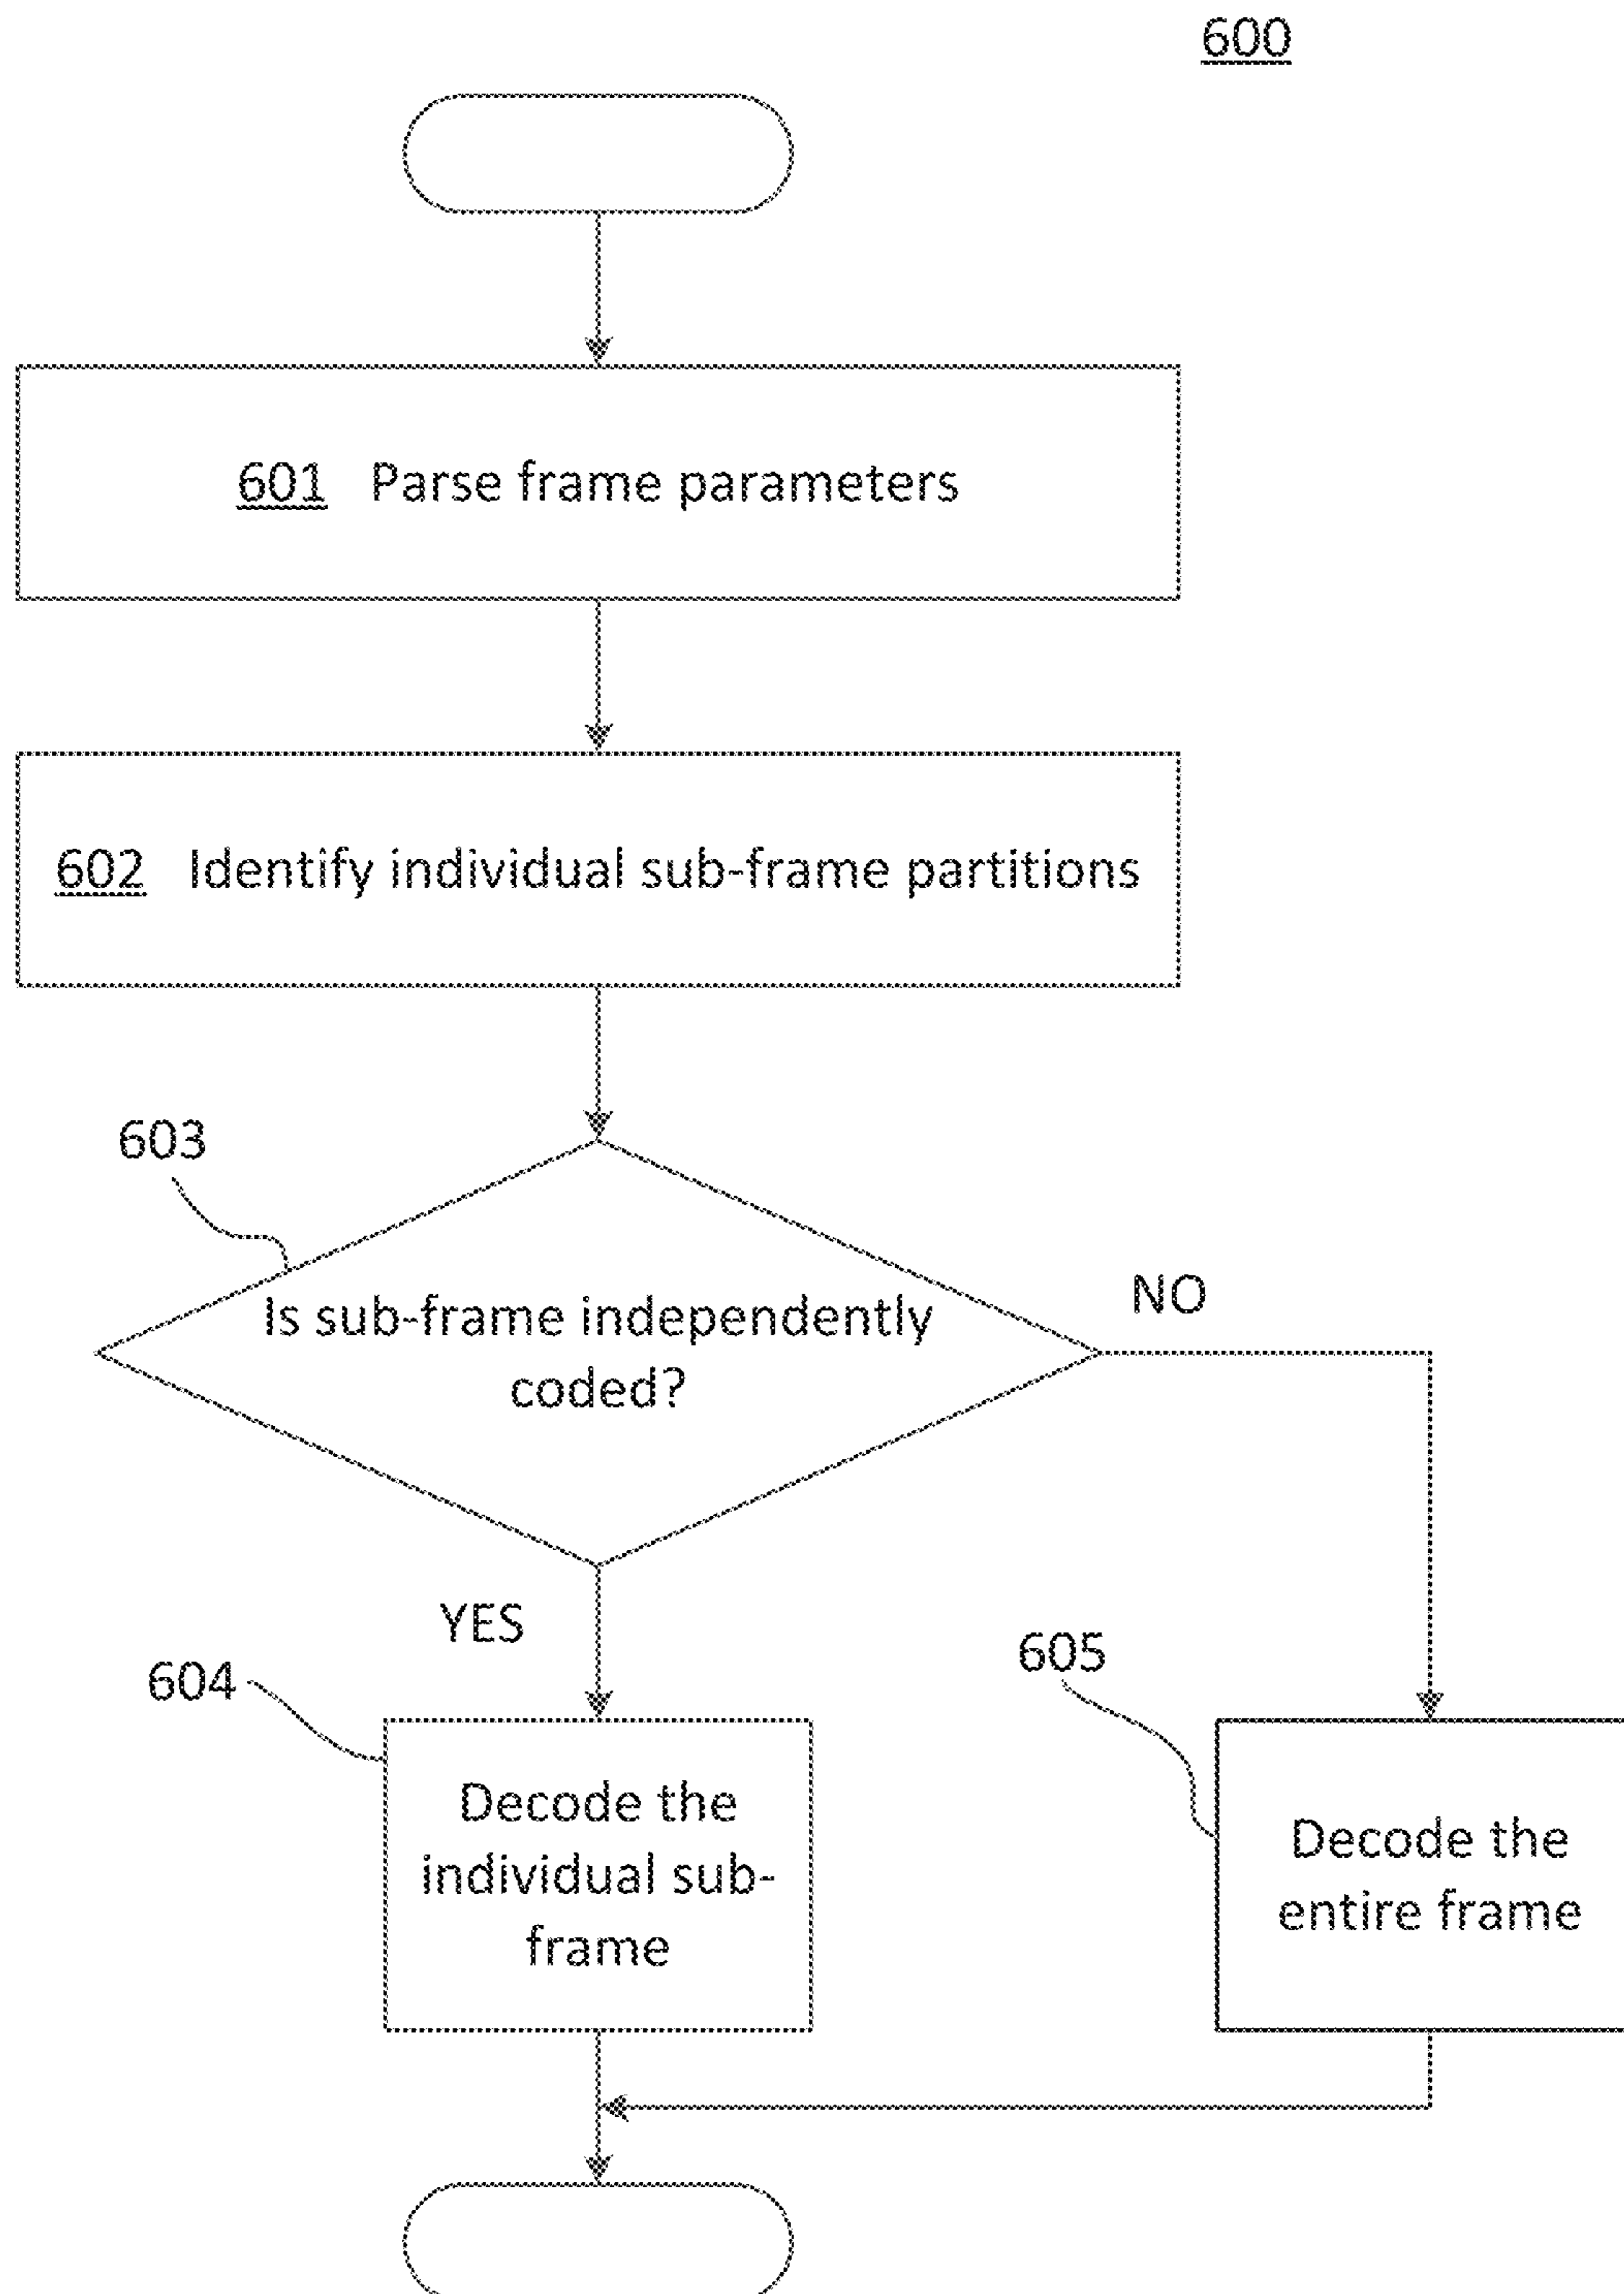 600
601 Parse frame parameters
602 Identify individual sub-frame partitions
603
Is sub-frame independently
coded?
NO
YES
604
605
Decode the
individual sub-
frame
Decode the
entire frame